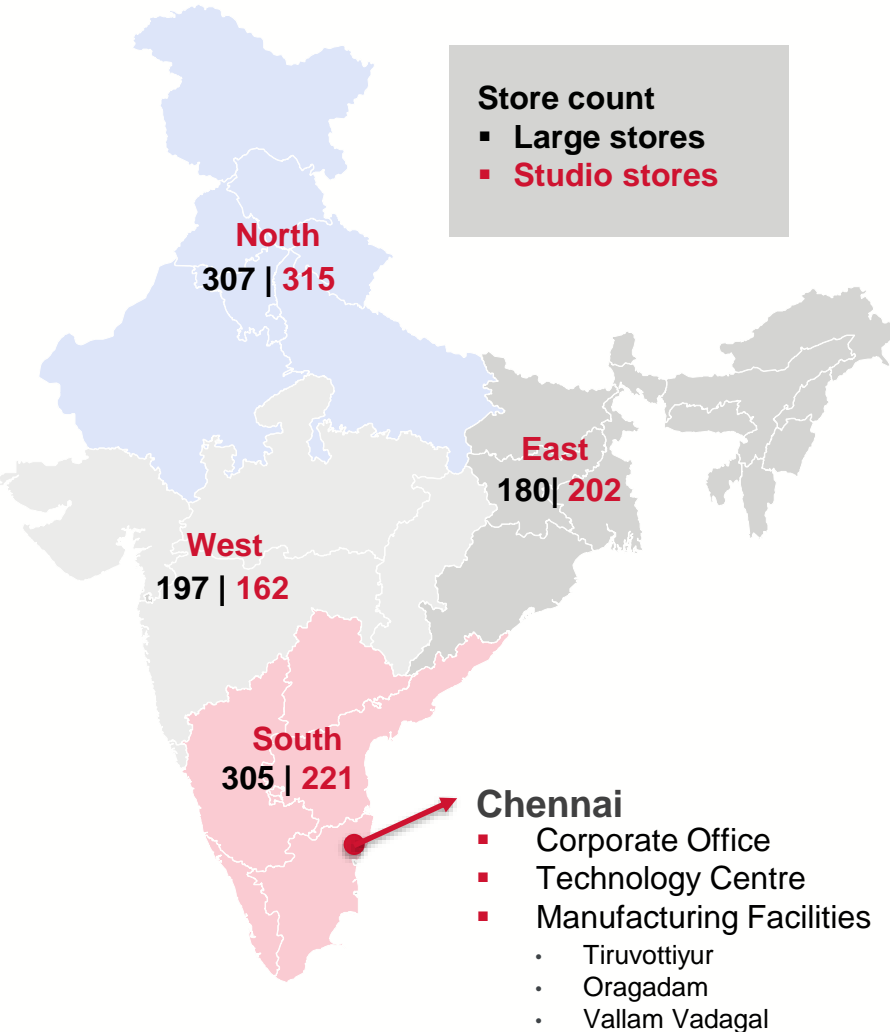 Store count
▪ Large stores
▪ Studio stores
North
307 | 315
East
180| 202
West
197 | 162
South
305 | 221
Chennai
▪ Corporate Office
▪ Technology Centre
▪ Manufacturing Facilities
• Tiruvottiyur
• Oragadam
• Vallam Vadagal